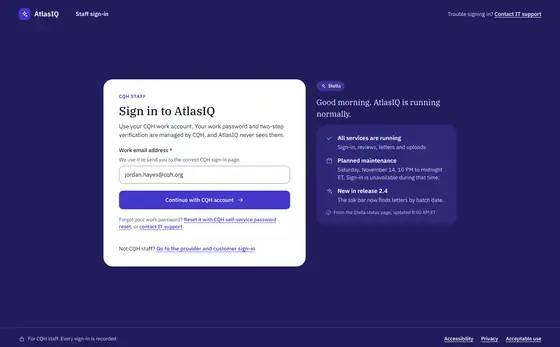 AtlasIQ
Staff sign-in
Trouble signing in? Contact IT support
CQH STAFF
Sign in to AtlasIQ
Use your CQH work account. Your work password and two-step
verification are managed by CQH, and AtlasIQ never sees them.
Work email address *
We use it to send you to the correct CQH sign-in page.
jordan.hayes@cqh.org
Continue with CQH account →
Forgot your work password? Reset it with CQH self-service password
reset, or contact IT support.
Not CQH staff? Go to the provider and customer sign-in
Stella
Good morning. AtlasIQ is running
normally.
All services are running
Sign-in, reviews, letters and uploads.
Planned maintenance
Saturday, November 14, 10 PM to midnight
ET. Sign-in is unavailable during that time.
New in release 2.4
The ask bar now finds letters by batch date.
From the Stella status page, updated 8:00 AM ET
For CQH staff. Every sign-in is recorded.
Accessibility
Privacy
Acceptable use